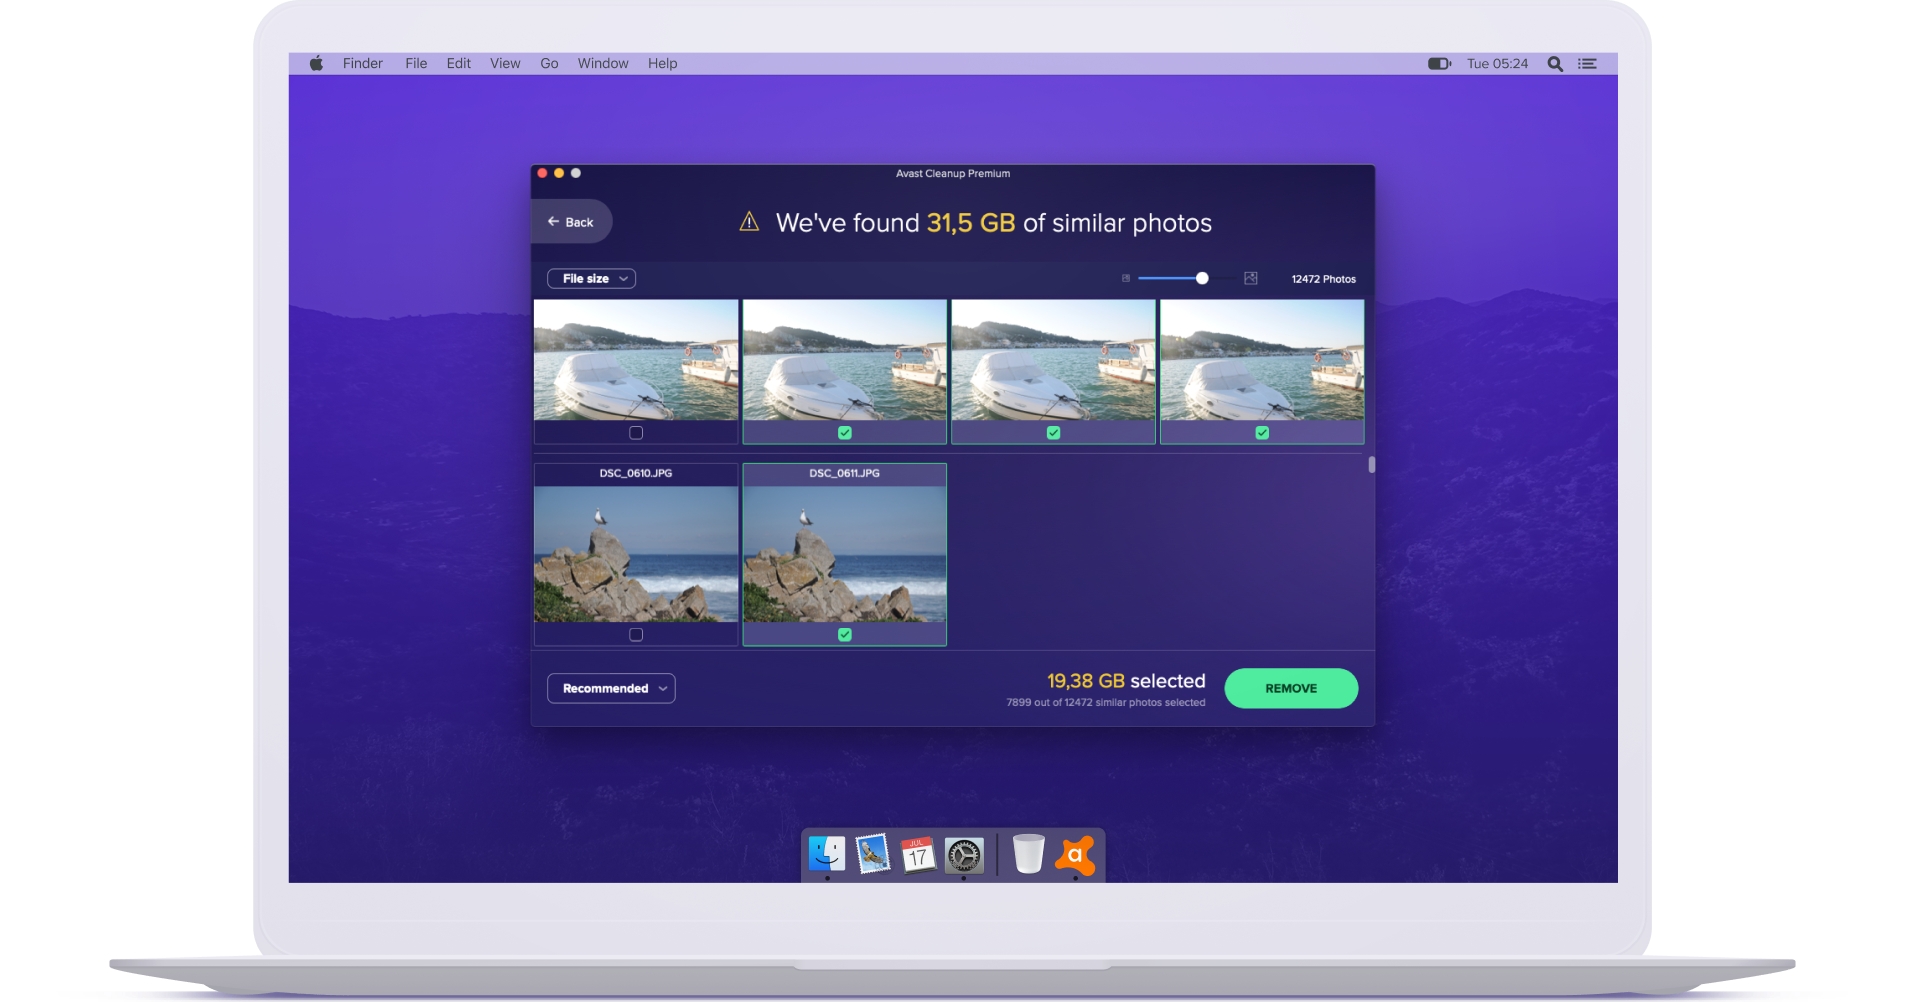 Finder File Edit View Go Window Help Tue 05:24
Avast Cleanup Premium
Back
We've found 31,5 GB of similar photos
File size
12472 Photos
DSC_0610.JPG DSC_0611.JPG
Recommended
19,38 GB selected
7899 out of 12472 similar photos selected
REMOVE
JUL
17
a